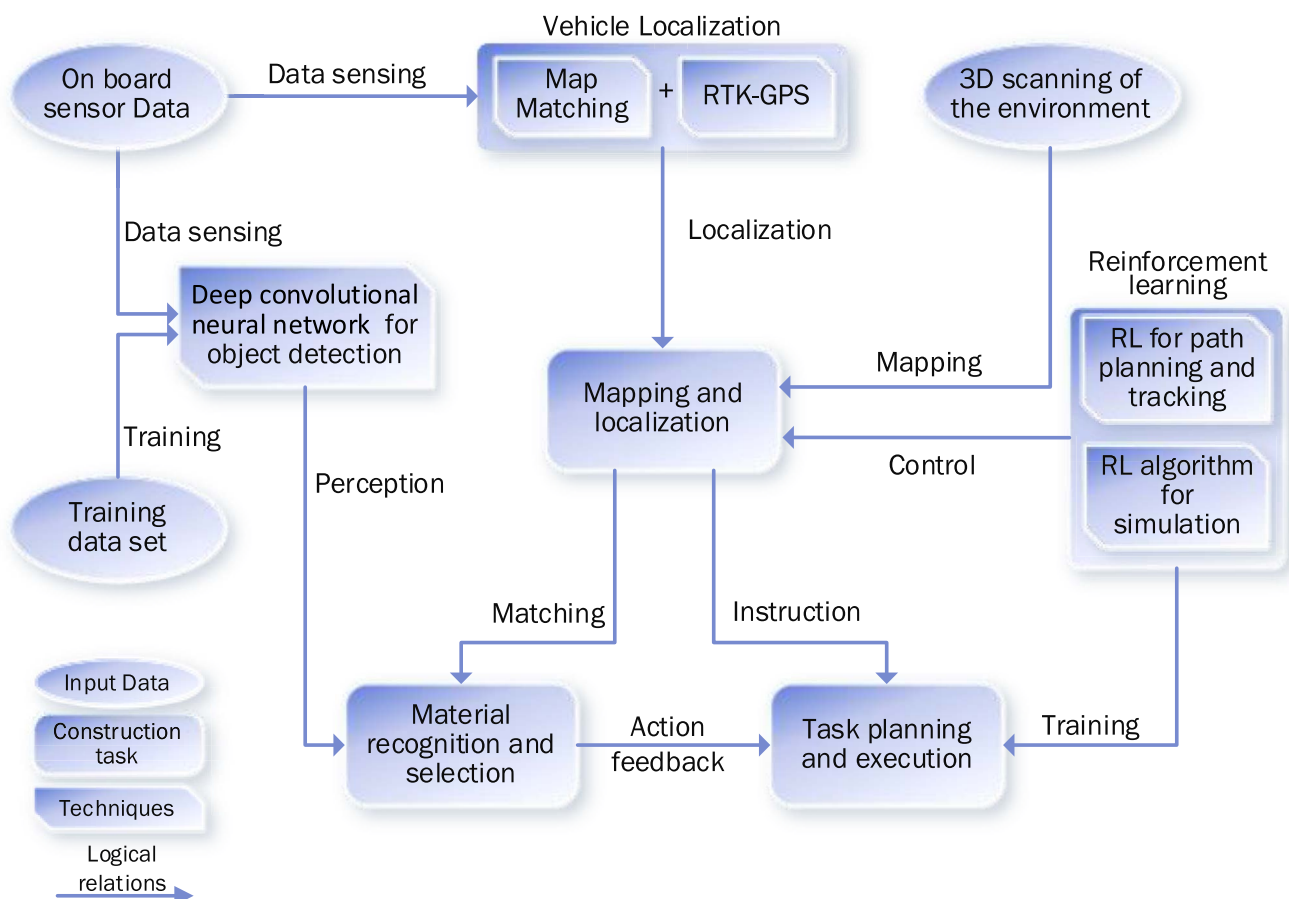 Vehicle Localization
On board
sensor Data
Data sensing
Map
Matching
+
RTK-GPS
3D scanning of
the environment
Data sensing
Localization
Reinforcement
learning
Deep convolutional
neural network for
object detection
RL for path
planning and
tracking
Mapping
Mapping and
localization
Training
Control
RL algorithm
for
simulation
Perception
Training
data set
Matching
Instruction
Input Data
Material
recognition and
selection
Action
feedback
Task planning
and execution
Training
Construction
task
Techniques
Logical
relations